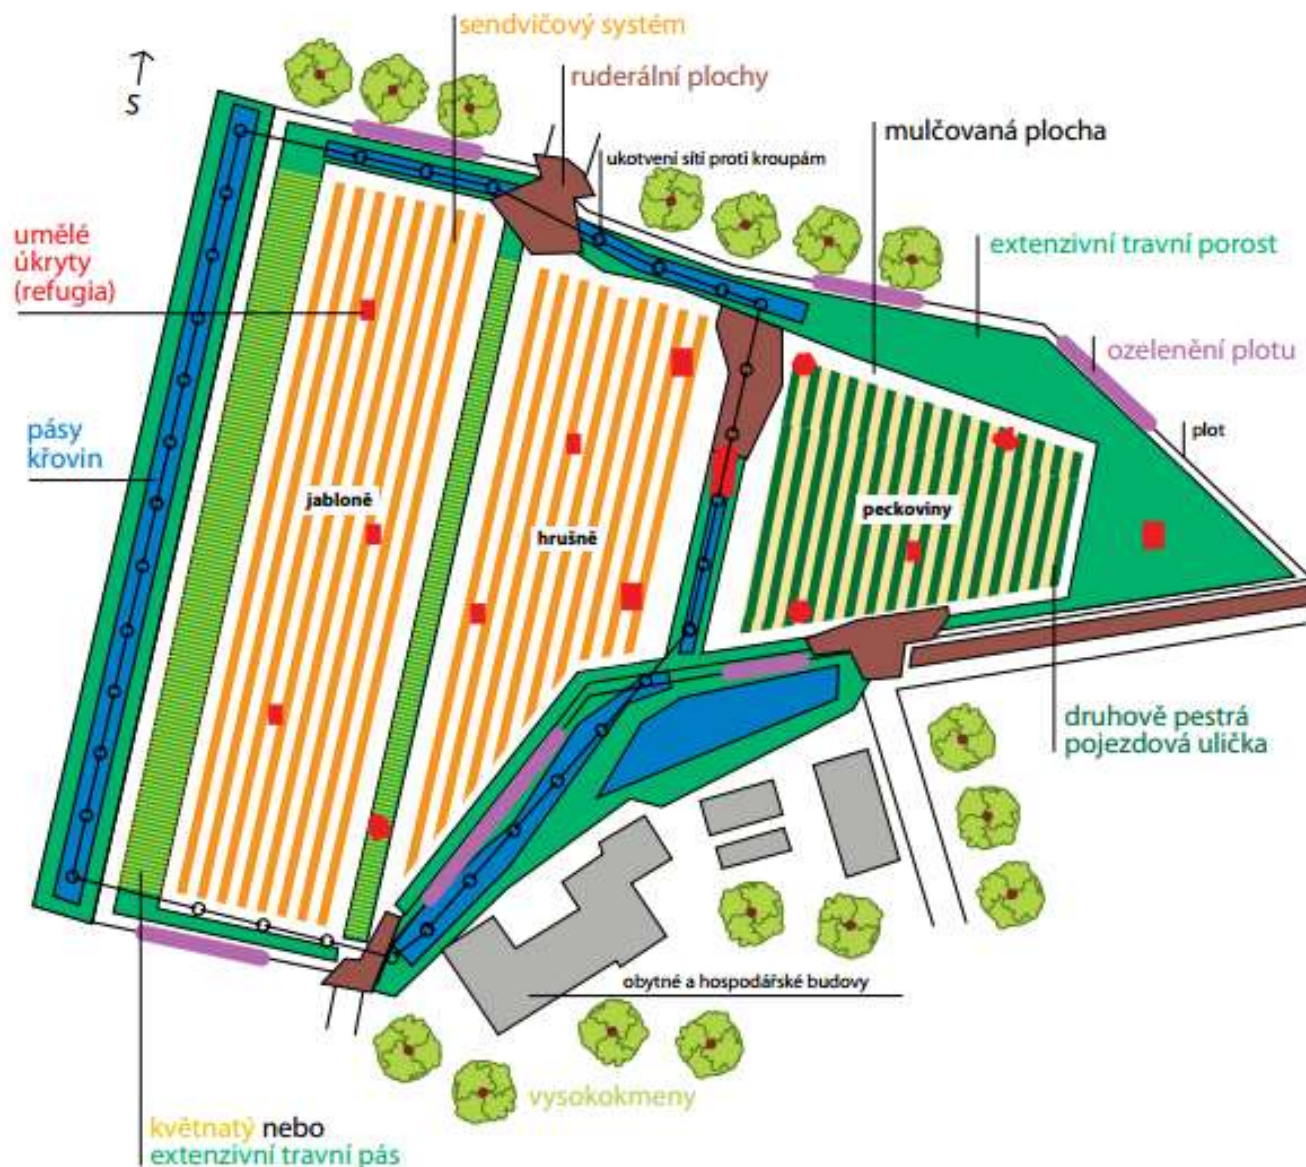 sendvičový systém
ruderální plochy
S
mulčovaná plocha
ukotvení sítí proti kroupám
umělé
úkryty
(refugia)
extenzivní travní porost
ozelenění plotu
pásy
křovin
plot
jabloně
hrušně
peckoviny
druhově pestrá
pojezdová ulička
obytné a hospodářské budovy
vysokokmeny
květnatý nebo
extenzivní travní pás